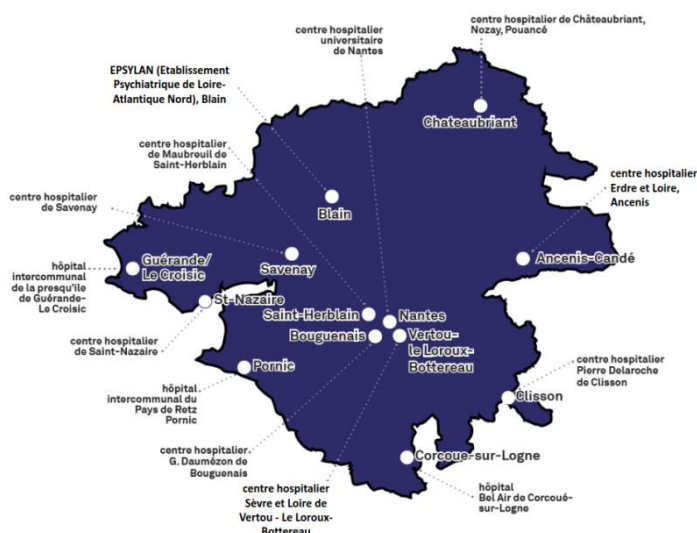 centre hospitalier
universitaire
de Nantes
centre hospitalier de Châteaubriant,
Nozay, Pouancé
EPSYLAN (Etablissement
Psychiatrique de Loire-
Atlantique Nord), Blain
Chateaubriant
centre hospitalier
de Maubreuil de
Saint-Herblain
centre hospitalier
Erdre et Loire,
Ancenis
centre hospitalier
de Savenay
Blain
Guérande/
Le Croisic
Savenay
Ancenis-Candé
hôpital
intercommunal
de la presqu'île
de Guérande-
Le Croisic
St-Nazaire
Saint-Herblain
Nantes
Bouguenais
Vertou-
le Loroux-
Bottereau
centre hospitalier
de Saint-Nazaire
Pornic
centre hospitalier
Pierre Delaroche
de Clisson
hôpital
intercommunal du
Pays de Retz
Pornic
Clisson
centre hospitalier
G. Daumézon de
Bouguenais
Corcoué-sur-Logne
centre hospitalier
Sèvre et Loire de
Vertou - Le Loroux-
Bottereau
hôpital
Bel Air de Corcoué-
sur-Logne